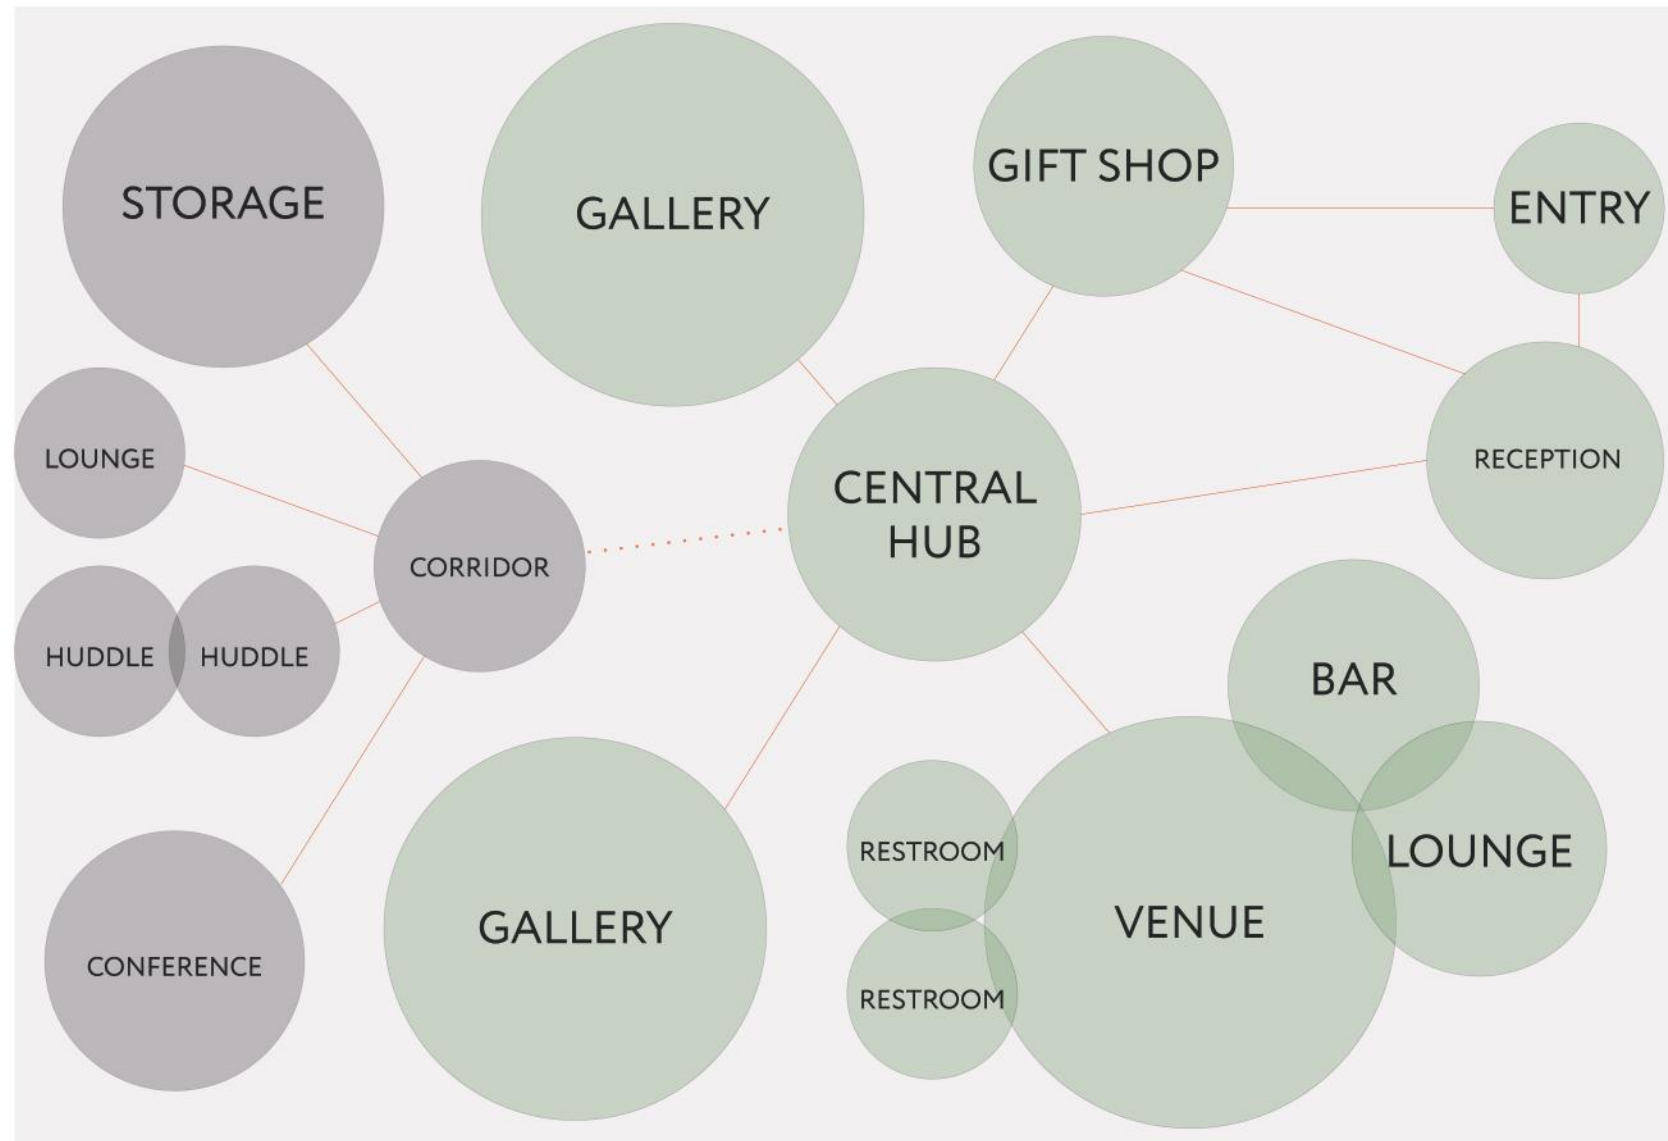 STORAGE
GALLERY
GIFT SHOP
ENTRY
LOUNGE
CORRIDOR
CENTRAL
HUB
RECEPTION
HUDDLE
HUDDLE
BAR
CONFERENCE
GALLERY
RESTROOM
RESTROOM
VENUE
LOUNGE